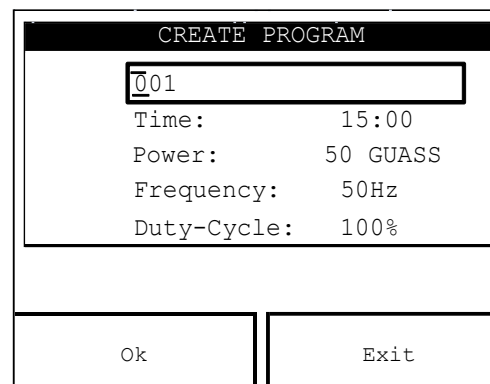 CREATE PROGRAM
001
Time: 15:00
Power: 50 GUASS
Frequency: 50Hz
Duty-Cycle: 100%
Ok Exit